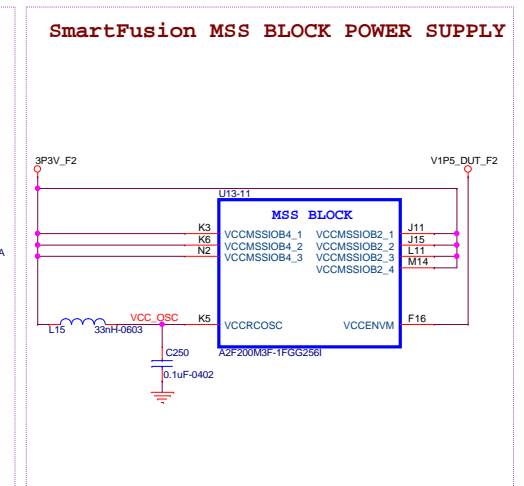 SmartFusion MSS BLOCK POWER SUPPLY
3P3V_F2
V1P5_DUT_F2
U13-11
MSS BLOCK
K3 VCCMSSIOB4_1 VCCMSSIOB2_1 J11
K6 VCCMSSIOB4_2 VCCMSSIOB2_2 J15
N2 VCCMSSIOB4_3 VCCMSSIOB2_3 L11
VCCMSSIOB2_4 M14
A
VCC_OSC K5 VCCRCOSC VCCENVM F16
L15 33nH-0603
C250 A2F200M3F-1FGG256I
0.1uF-0402